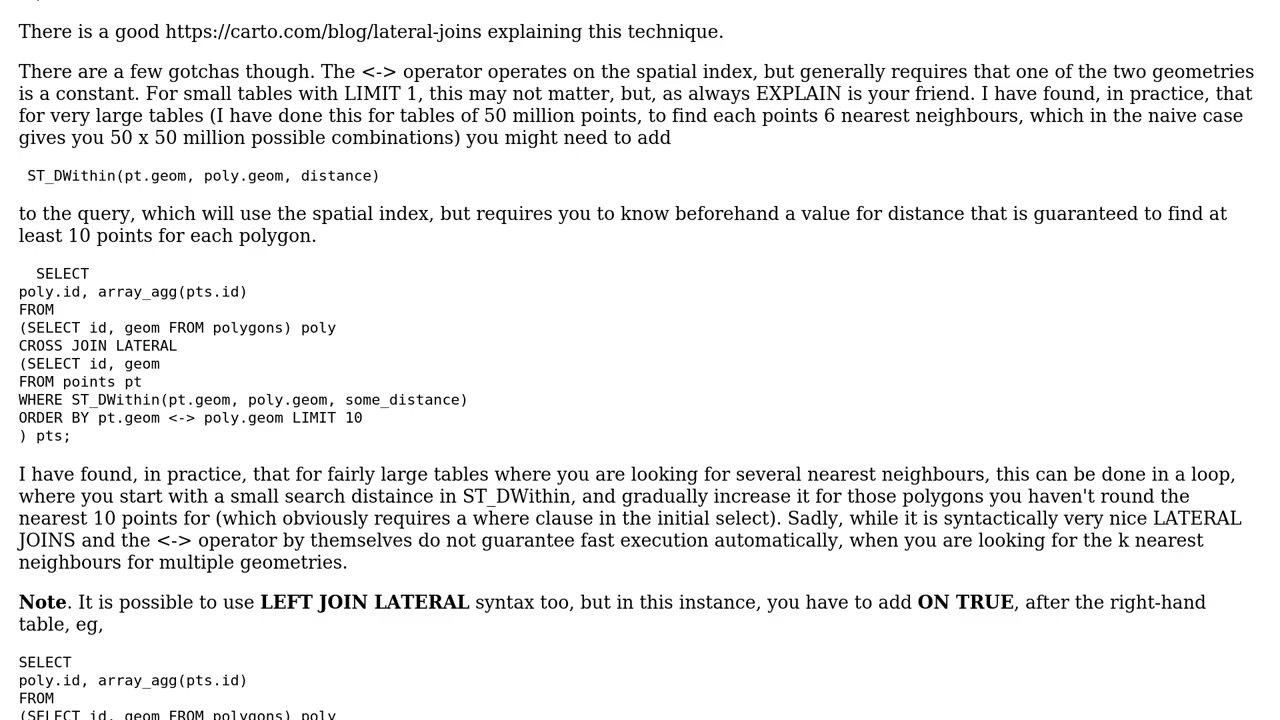 There is a good https://carto.com/blog/lateral-joins explaining this technique.
There are a few gotchas though. The <-> operator operates on the spatial index, but generally requires that one of the two geometries
is a constant. For small tables with LIMIT 1, this may not matter, but, as always EXPLAIN is your friend. I have found, in practice, that
for very large tables (I have done this for tables of 50 million points, to find each points 6 nearest neighbours, which in the naive case
gives you 50 x 50 million possible combinations) you might need to add
ST_DWithin(pt.geom, poly.geom, distance)
to the query, which will use the spatial index, but requires you to know beforehand a value for distance that is guaranteed to find at
least 10 points for each polygon.
SELECT
poly.id, array_agg(pts.id)
FROM
(SELECT id, geom FROM polygons) poly
CROSS JOIN LATERAL
(SELECT id, geom
FROM points pt
WHERE ST_DWithin(pt.geom, poly.geom, some_distance)
ORDER BY pt.geom <-> poly.geom LIMIT 10
) pts;
I have found, in practice, that for fairly large tables where you are looking for several nearest neighbours, this can be done in a loop,
where you start with a small search distaince in ST_DWithin, and gradually increase it for those polygons you haven't round the
nearest 10 points for (which obviously requires a where clause in the initial select). Sadly, while it is syntactically very nice LATERAL
JOINS and the <-> operator by themselves do not guarantee fast execution automatically, when you are looking for the k nearest
neighbours for multiple geometries.
Note. It is possible to use LEFT JOIN LATERAL syntax too, but in this instance, you have to add ON TRUE, after the right-hand
table, eg,
SELECT
poly.id, array_agg(pts.id)
FROM
(SELECT id, geom FROM polygons) poly